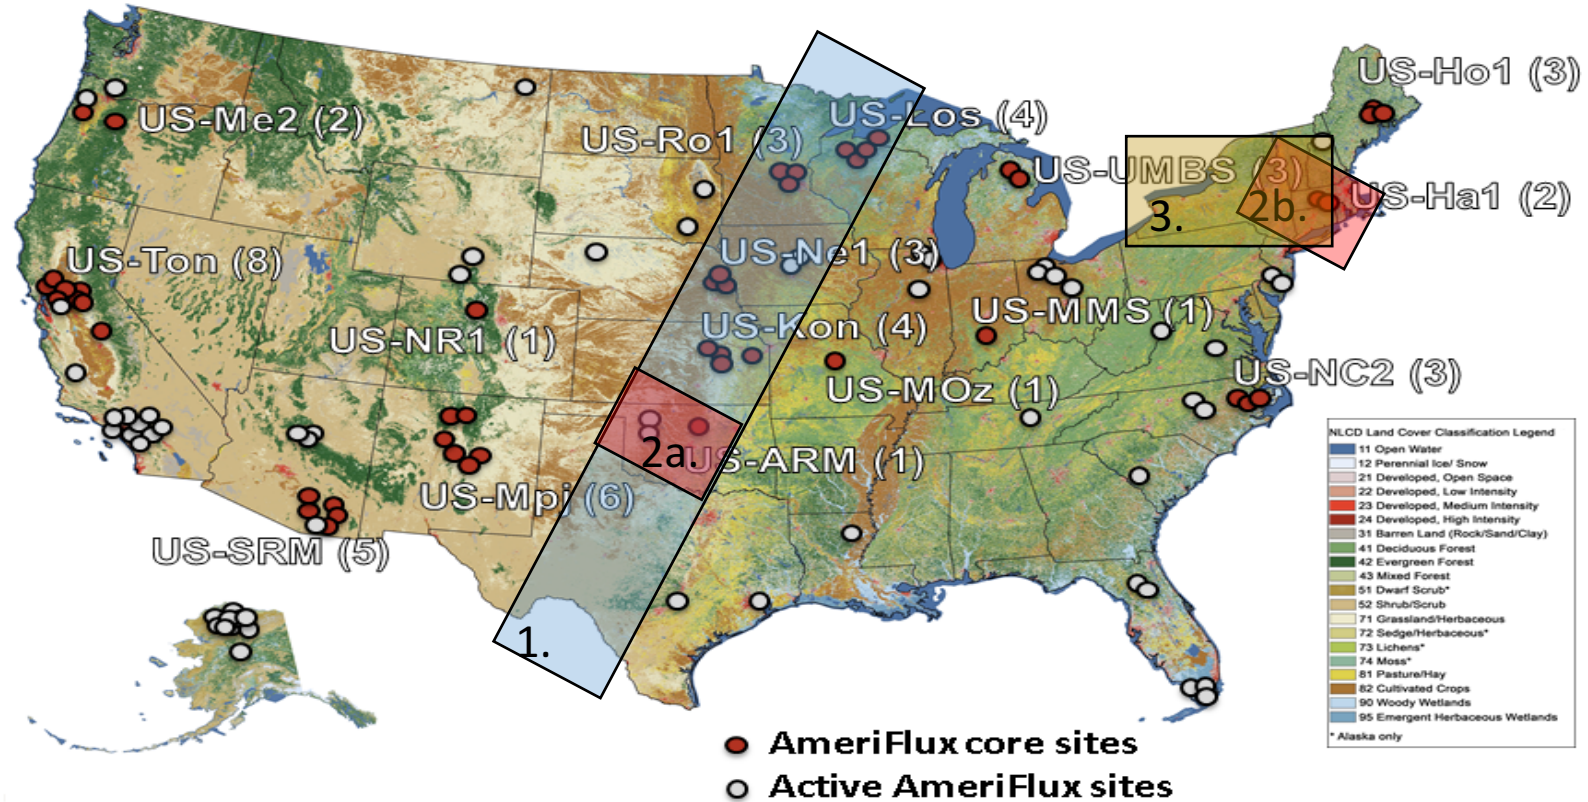 US-Ho1 (3)
US-Me2 (2)
US-Los (4)
US-Ro1 (3)
US-UMBS (3)
US-Ha1 (2)
3.
2b.
US-Ton (8)
US-Ne1 (3)
US-NR1 (1)
US-Kon (4)
US-MMS (1)
US-MOz (1)
US-NC2 (3)
2a.
US-ARM (1)
US-Mpj (6)
US-SRM (5)
1.
NLCD Land Cover Classification Legend
11 Open Water
12 Perennial Ice/ Snow
21 Developed, Open Space
22 Developed, Low Intensity
23 Developed, Medium Intensity
24 Developed, High Intensity
31 Barren Land (Rock/Sand/Clay)
41 Deciduous Forest
42 Evergreen Forest
43 Mixed Forest
51 Dwarf Scrub*
52 Shrub/Scrub
71 Grassland/Herbaceous
72 Sedge/Herbaceous*
73 Lichens*
74 Moss*
81 Pasture/Hay
82 Cultivated Crops
90 Woody Wetlands
95 Emergent Herbaceous Wetlands
* Alaska only
AmeriFlux core sites
Active AmeriFlux sites